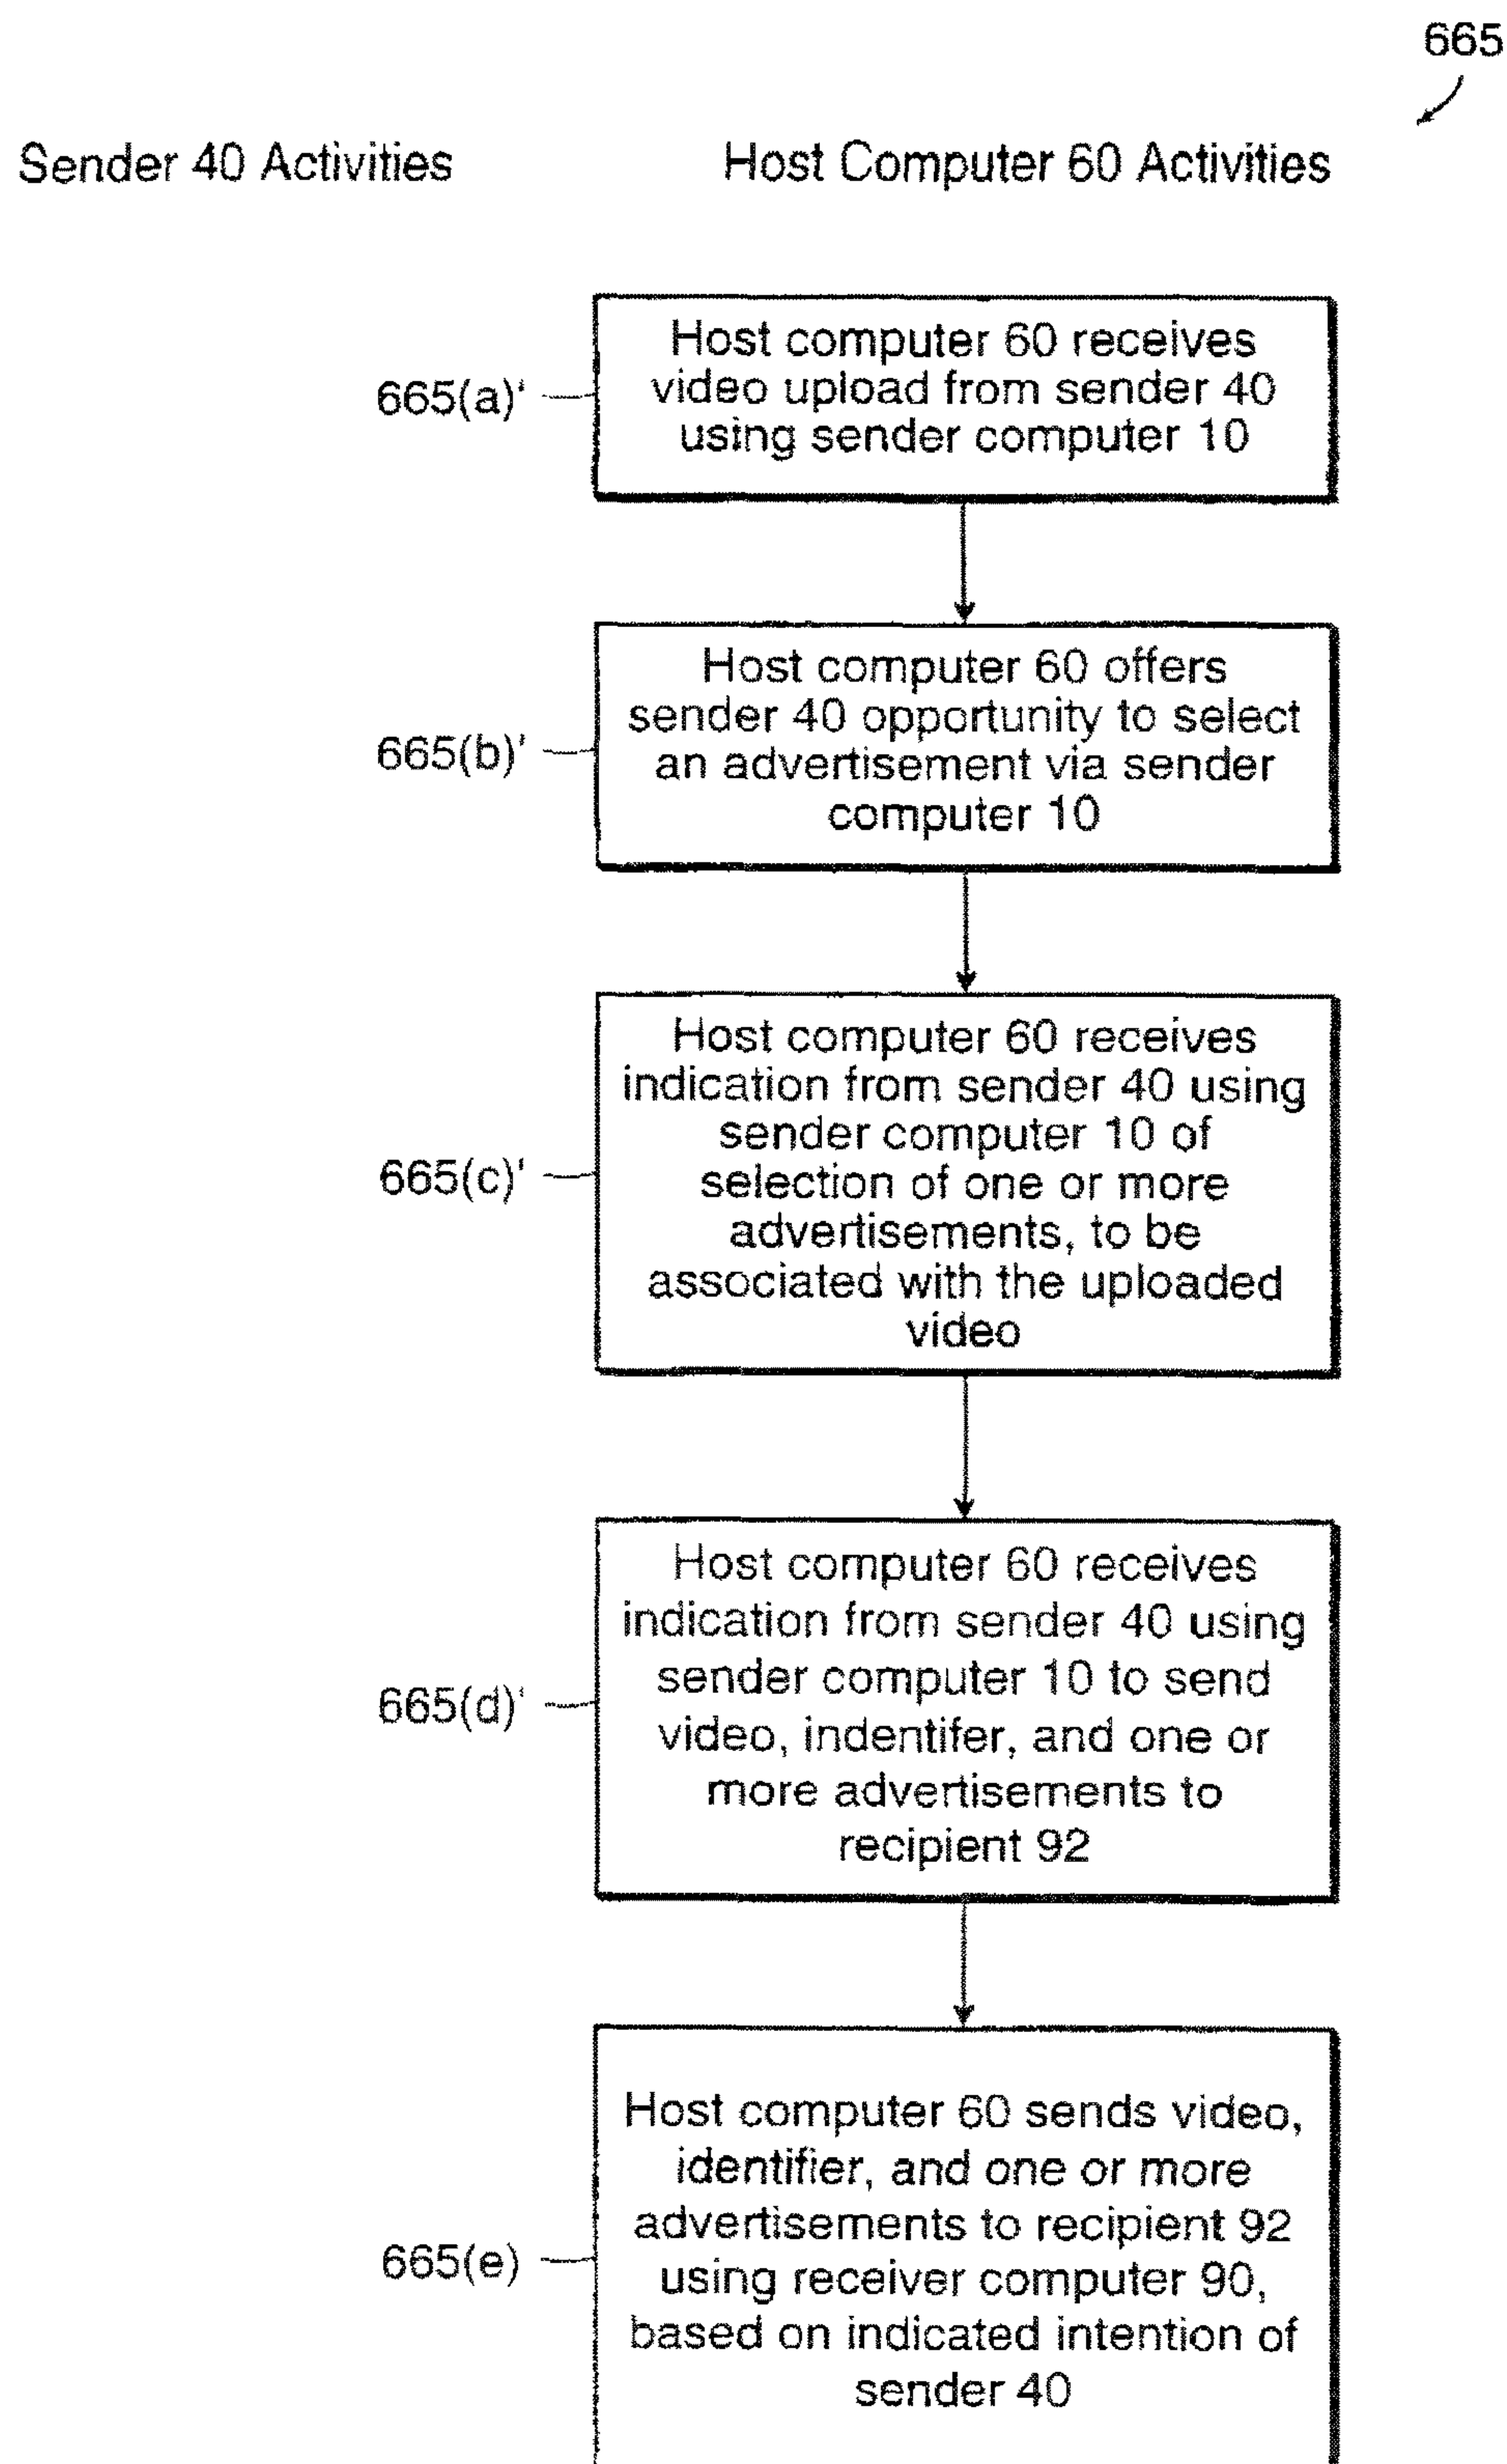 665
Sender 40 Activities
Host Computer 60 Activities
665(a)'
Host computer 60 receives
video upload from sender 40
using sender computer 10
665(b)'
Host computer 60 offers
sender 40 opportunity to select
an advertisement via sender
computer 10
665(c)'
Host computer 60 receives
indication from sender 40 using
sender computer 10 of
selection of one or more
advertisements, to be
associated with the uploaded
video
665(d)'
Host computer 60 receives
indication from sender 40 using
sender computer 10 to send
video, indentifer, and one or
more advertisements to
recipient 92
665(e)
Host computer 60 sends video,
identifier, and one or more
advertisements to recipient 92
using receiver computer 90,
based on indicated intention of
sender 40